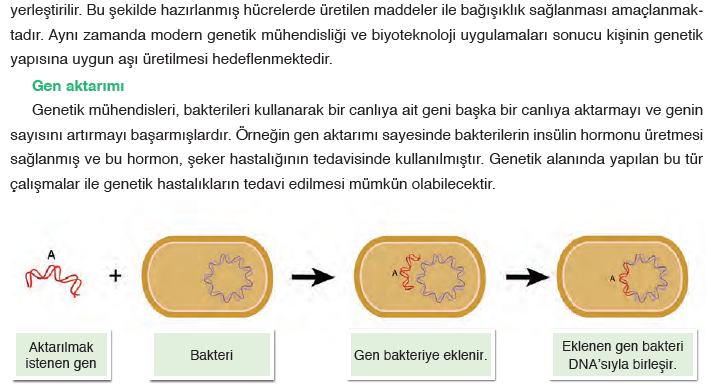 yerleştirilir. Bu şekilde hazırlanmış hücrelerde üretilen maddeler ile bağışıklık sağlanması amaçlanmak-
tadır. Aynı zamanda modern genetik mühendisliği ve biyoteknoloji uygulamaları sonucu kişinin genetik
yapısına uygun aşı üretilmesi hedeflenmektedir.
Gen aktarımı
Genetik mühendisleri, bakterileri kullanarak bir canlıya ait geni başka bir canlıya aktarmayı ve genin
sayısını artırmayı başarmışlardır. Örneğin gen aktarımı sayesinde bakterilerin insülin hormonu üretmesi
sağlanmış ve bu hormon, şeker hastalığının tedavisinde kullanılmıştır. Genetik alanında yapılan bu tür
çalışmalar ile genetik hastalıkların tedavi edilmesi mümkün olabilecektir.
A
+
A
A
Aktarılmak
istenen gen
Bakteri
Gen bakteriye eklenir.
Eklenen gen bakteri
DNA'sıyla birleşir.